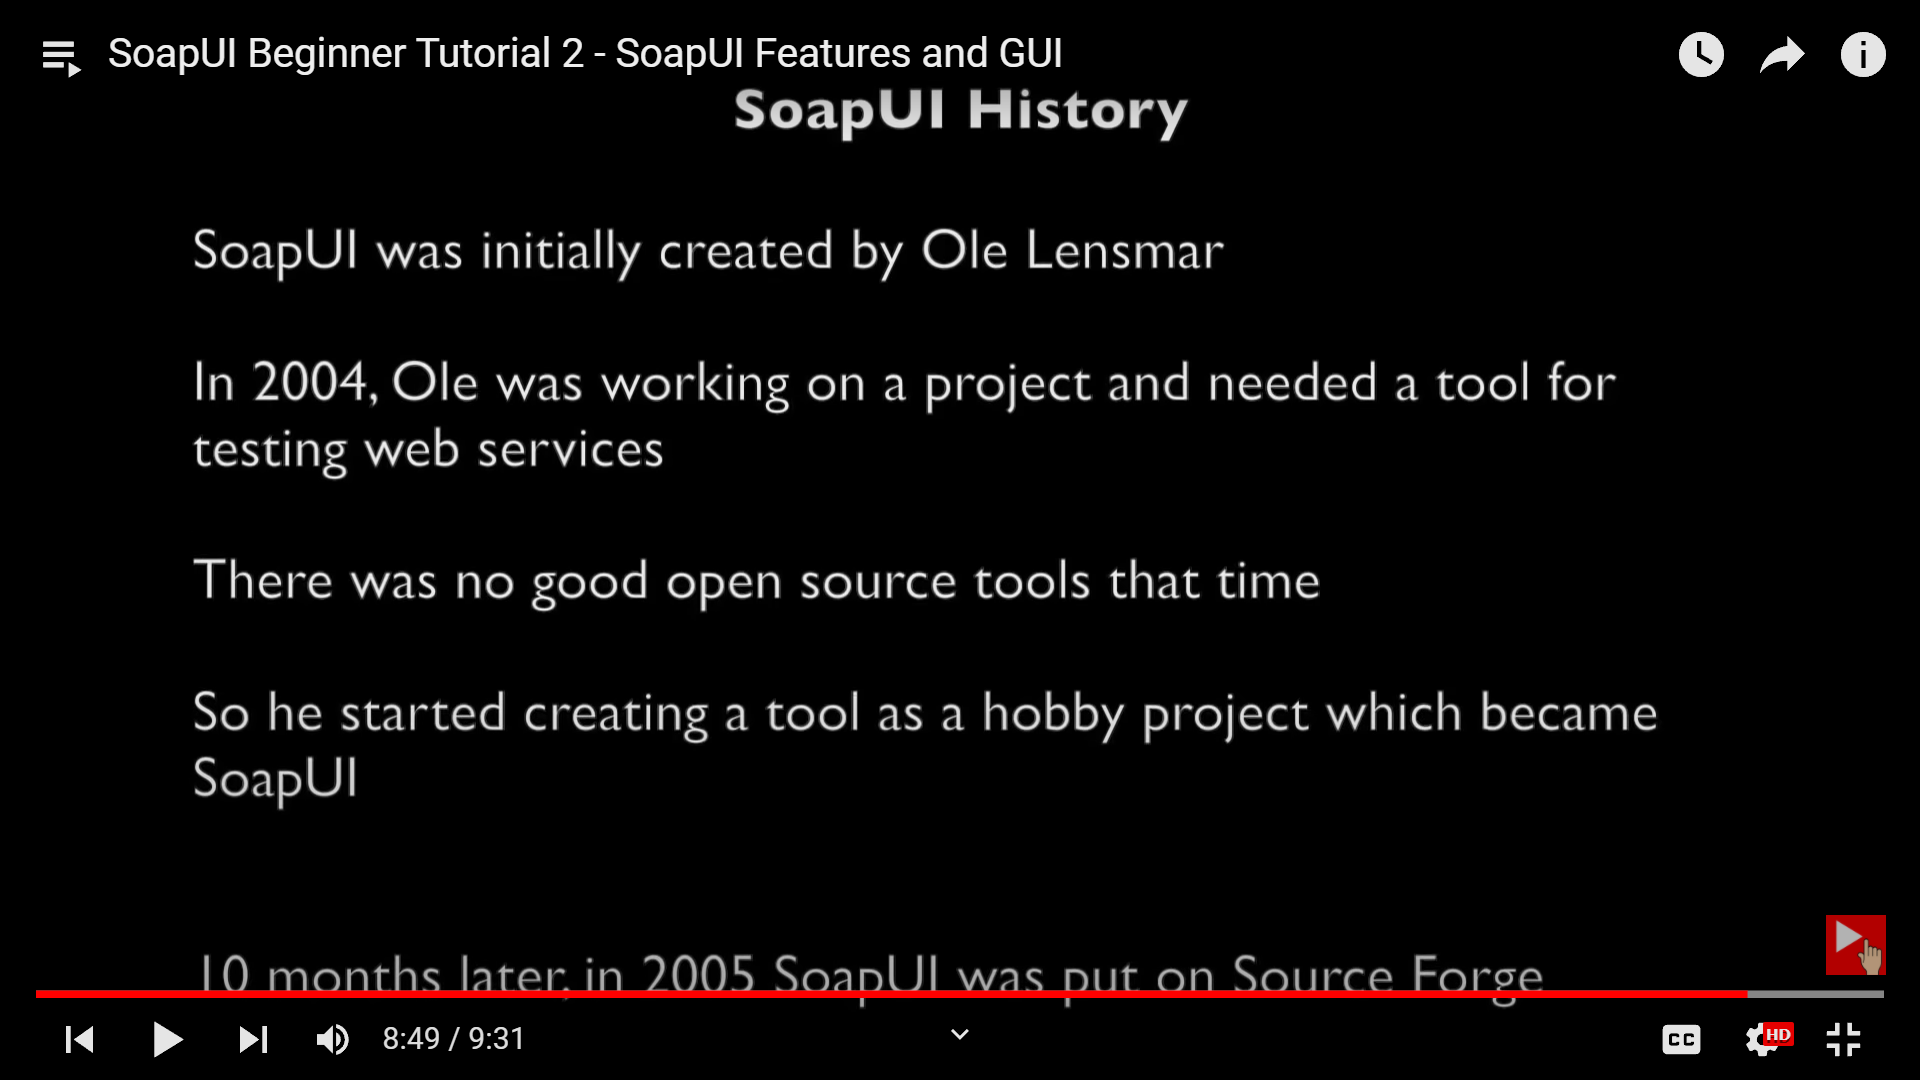 SoapUI Beginner Tutorial 2 - SoapUI Features and GUI
SoapUI History
SoapUI was initially created by Ole Lensmar
In 2004, Ole was working on a project and needed a tool for
testing web services
There was no good open source tools that time
So he started creating a tool as a hobby project which became
SoapUI
10 months later, in 2005 SoapUI was put on Source Forge
8:49 / 9:31
CC
HD